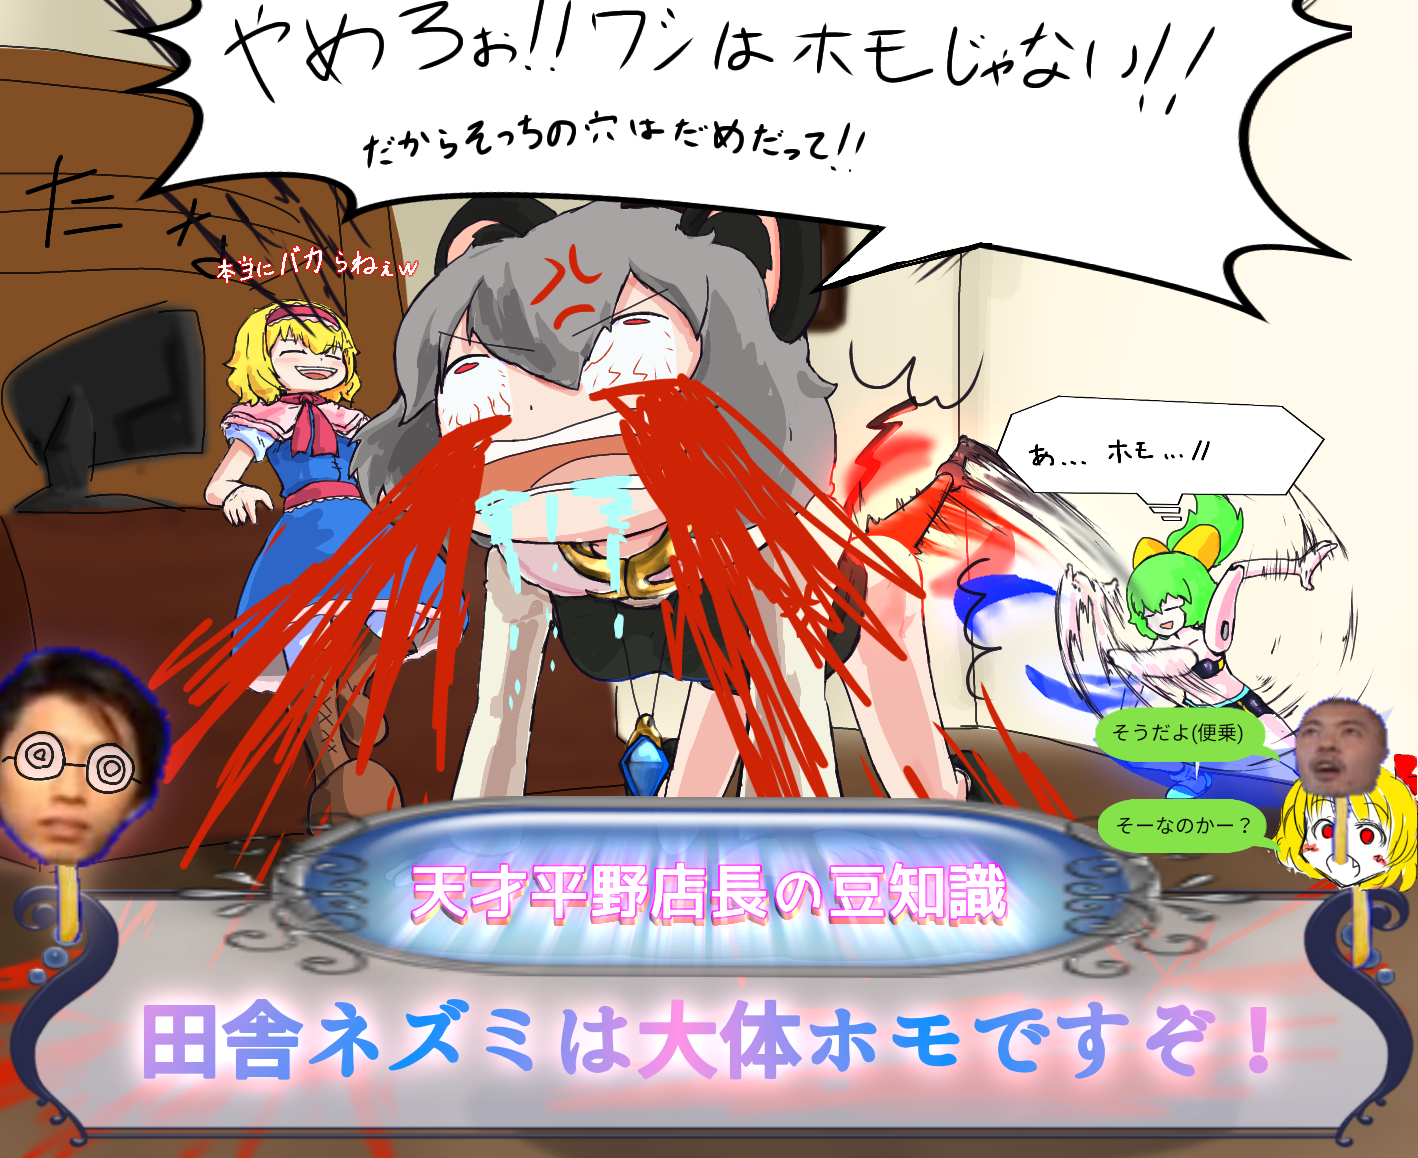 やめろぉ!!ワシはホモじゃない!!
だからそっちの穴はだめだって!!
本当にバカらねぇw
あ... ホモ...!!
そうだよ(便乗)
そーなのかー？
天才平野店長の豆知識
田舎ネズミは大体ホモですぞ！